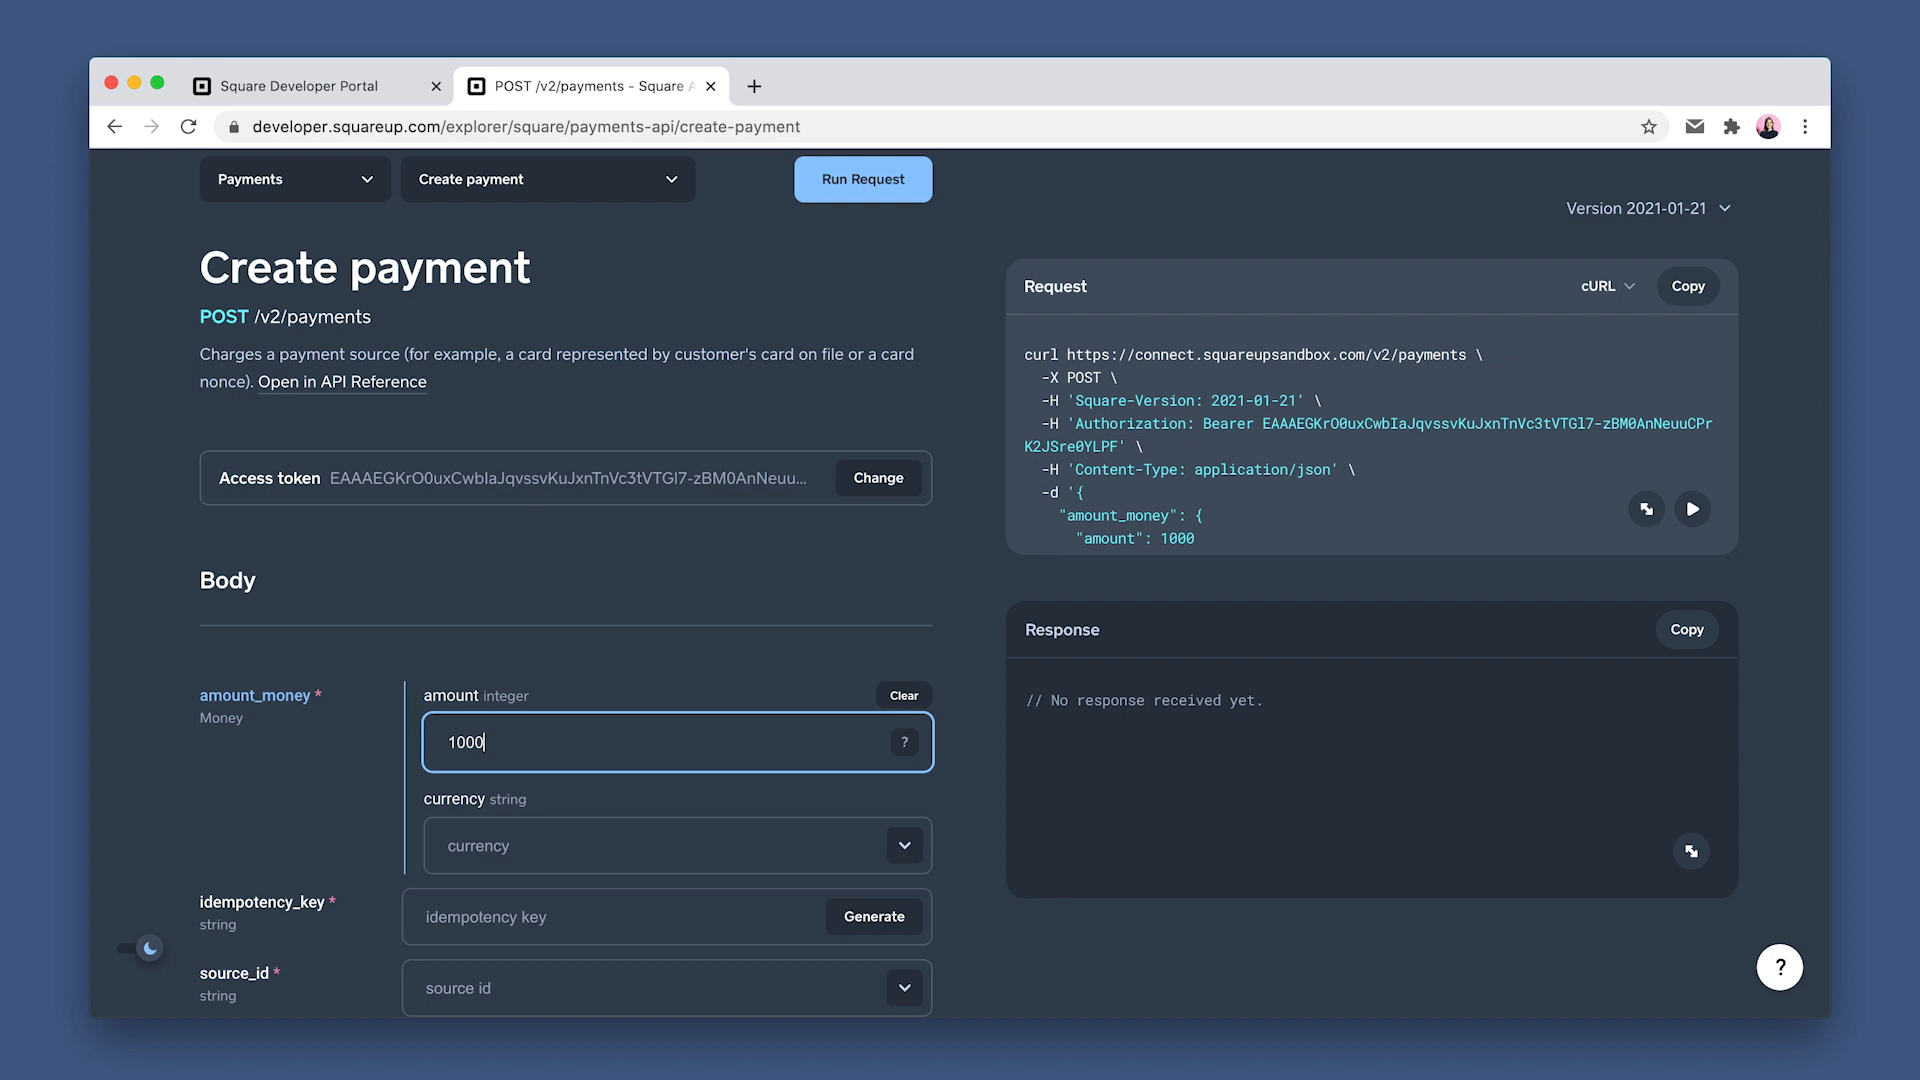 Square Developer Portal
POST /v2/payments - Square A
developer.squareup.com/explorer/square/payments-api/create-payment
Payments
Create payment
Run Request
Version 2021-01-21
Create payment
POST /v2/payments
Charges a payment source (for example, a card represented by customer's card on file or a card
nonce). Open in API Reference
Access token EAAAEGKrO0uxCwbIaJqvssvKuJxnTnVc3tVTGl7-zBM0AnNeuu...
Change
Body
amount_money *
Money
amount integer
Clear
1000
?
currency string
currency
idempotency_key *
string
idempotency key
Generate
source_id *
string
source id
Request
cURL
Copy
curl https://connect.squareupsandbox.com/v2/payments \
-X POST \
-H 'Square-Version: 2021-01-21' \
-H 'Authorization: Bearer EAAAEGKrO0uxCwbIaJqvssvKuJxnTnVc3tVTGl7-zBM0AnNeuuCPr
K2JSre0YLPF' \
-H 'Content-Type: application/json' \
-d '{
"amount_money": {
"amount": 1000
Response
Copy
// No response received yet.
?